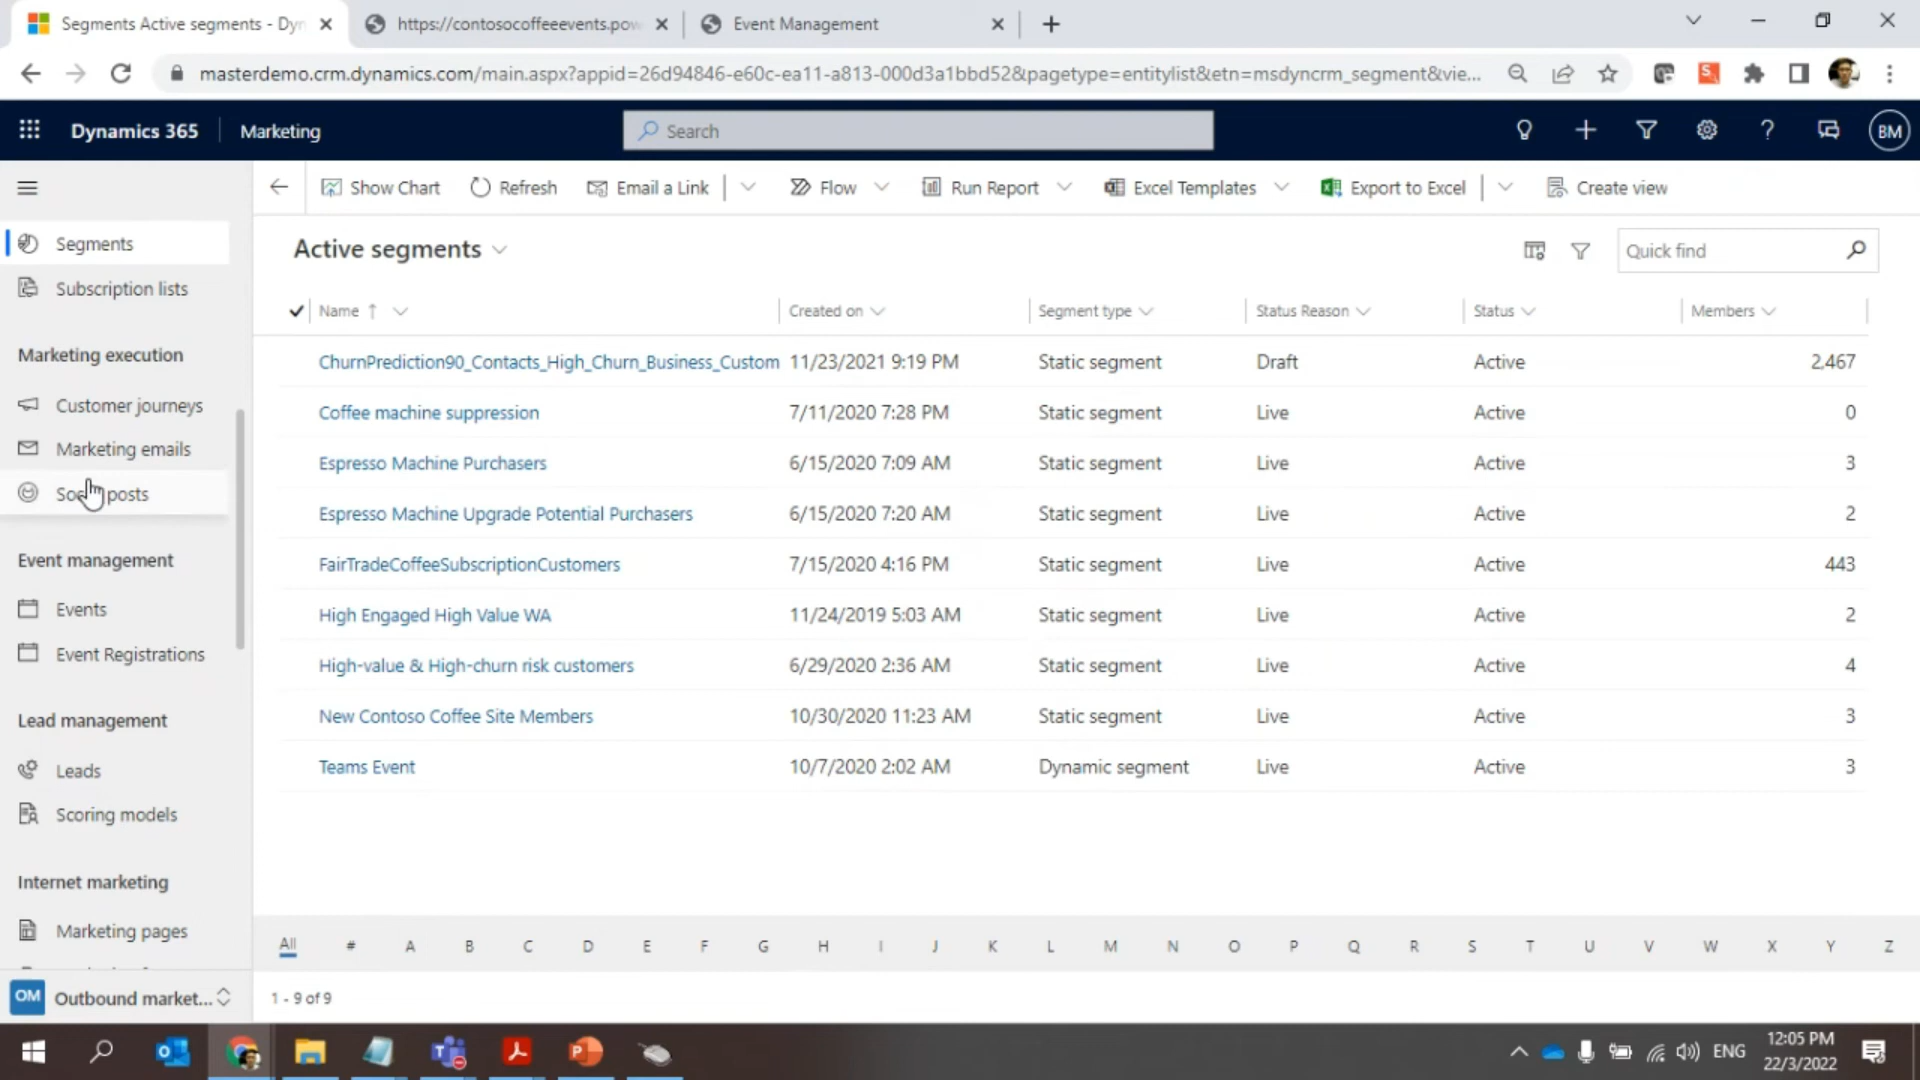 Segments Active segments - Dyn
https://contosocoffeeevents.pow
Event Management
masterdemo.crm.dynamics.com/main.aspx?appid=26d94846-e60c-ea11-a813-000d3a1bbd52&pagetype=entitylist&etn=msdyncrm_segment&vie...
Dynamics 365
Marketing
Search
BM
Show Chart
Refresh
Email a Link
Flow
Run Report
Excel Templates
Export to Excel
Create view
Segments
Subscription lists
Marketing execution
Customer journeys
Marketing emails
posts
Event management
Events
Event Registrations
Lead management
Leads
Scoring models
Internet marketing
Marketing pages
OM Outbound market...
Active segments
Quick find
Name ↑ Created on Segment type Status Reason Status Members
ChurnPrediction90_Contacts_High_Churn_Business_Custom 11/23/2021 9:19 PM Static segment Draft Active 2,467
Coffee machine suppression 7/11/2020 7:28 PM Static segment Live Active 0
Espresso Machine Purchasers 6/15/2020 7:09 AM Static segment Live Active 3
Espresso Machine Upgrade Potential Purchasers 6/15/2020 7:20 AM Static segment Live Active 2
FairTradeCoffeeSubscriptionCustomers 7/15/2020 4:16 PM Static segment Live Active 443
High Engaged High Value WA 11/24/2019 5:03 AM Static segment Live Active 2
High-value & High-churn risk customers 6/29/2020 2:36 AM Static segment Live Active 4
New Contoso Coffee Site Members 10/30/2020 11:23 AM Static segment Live Active 3
Teams Event 10/7/2020 2:02 AM Dynamic segment Live Active 3
All # A B C D E F G H I J K L M N O P Q R S T U V W X Y Z
1 - 9 of 9
ENG
12:05 PM
22/3/2022